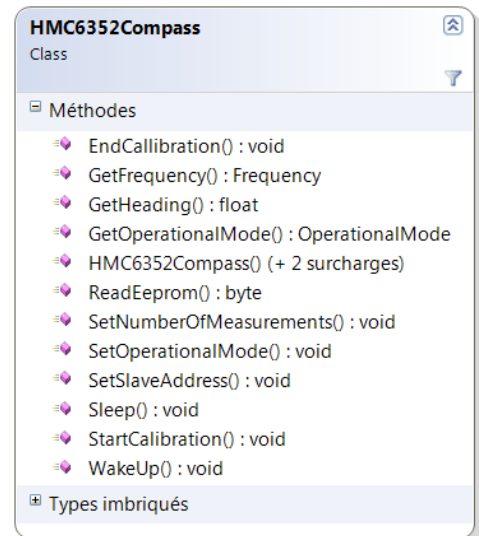 HMC6352Compass
Class
Méthodes
EndCallibration() : void
GetFrequency() : Frequency
GetHeading() : float
GetOperationalMode() : OperationalMode
HMC6352Compass() (+ 2 surcharges)
ReadEeprom() : byte
SetNumberOfMeasurements() : void
SetOperationalMode() : void
SetSlaveAddress() : void
Sleep() : void
StartCalibration() : void
WakeUp() : void
Types imbriqués